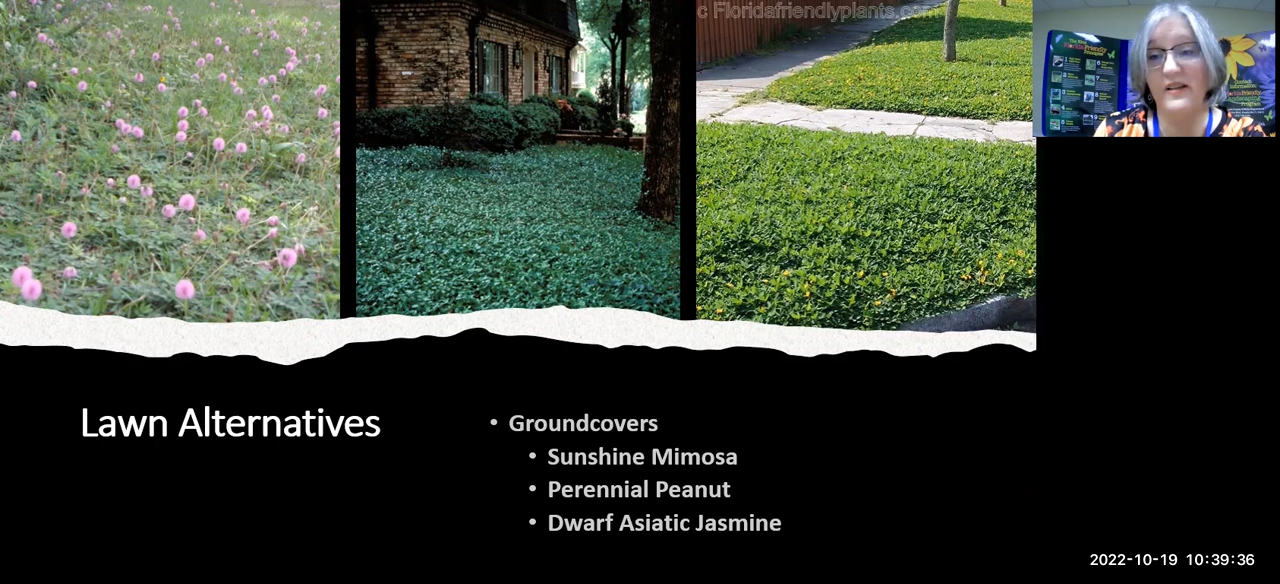 c Floridafriendlyplants.com
Lawn Alternatives
• Groundcovers
• Sunshine Mimosa
• Perennial Peanut
• Dwarf Asiatic Jasmine
2022-10-19 10:39:36